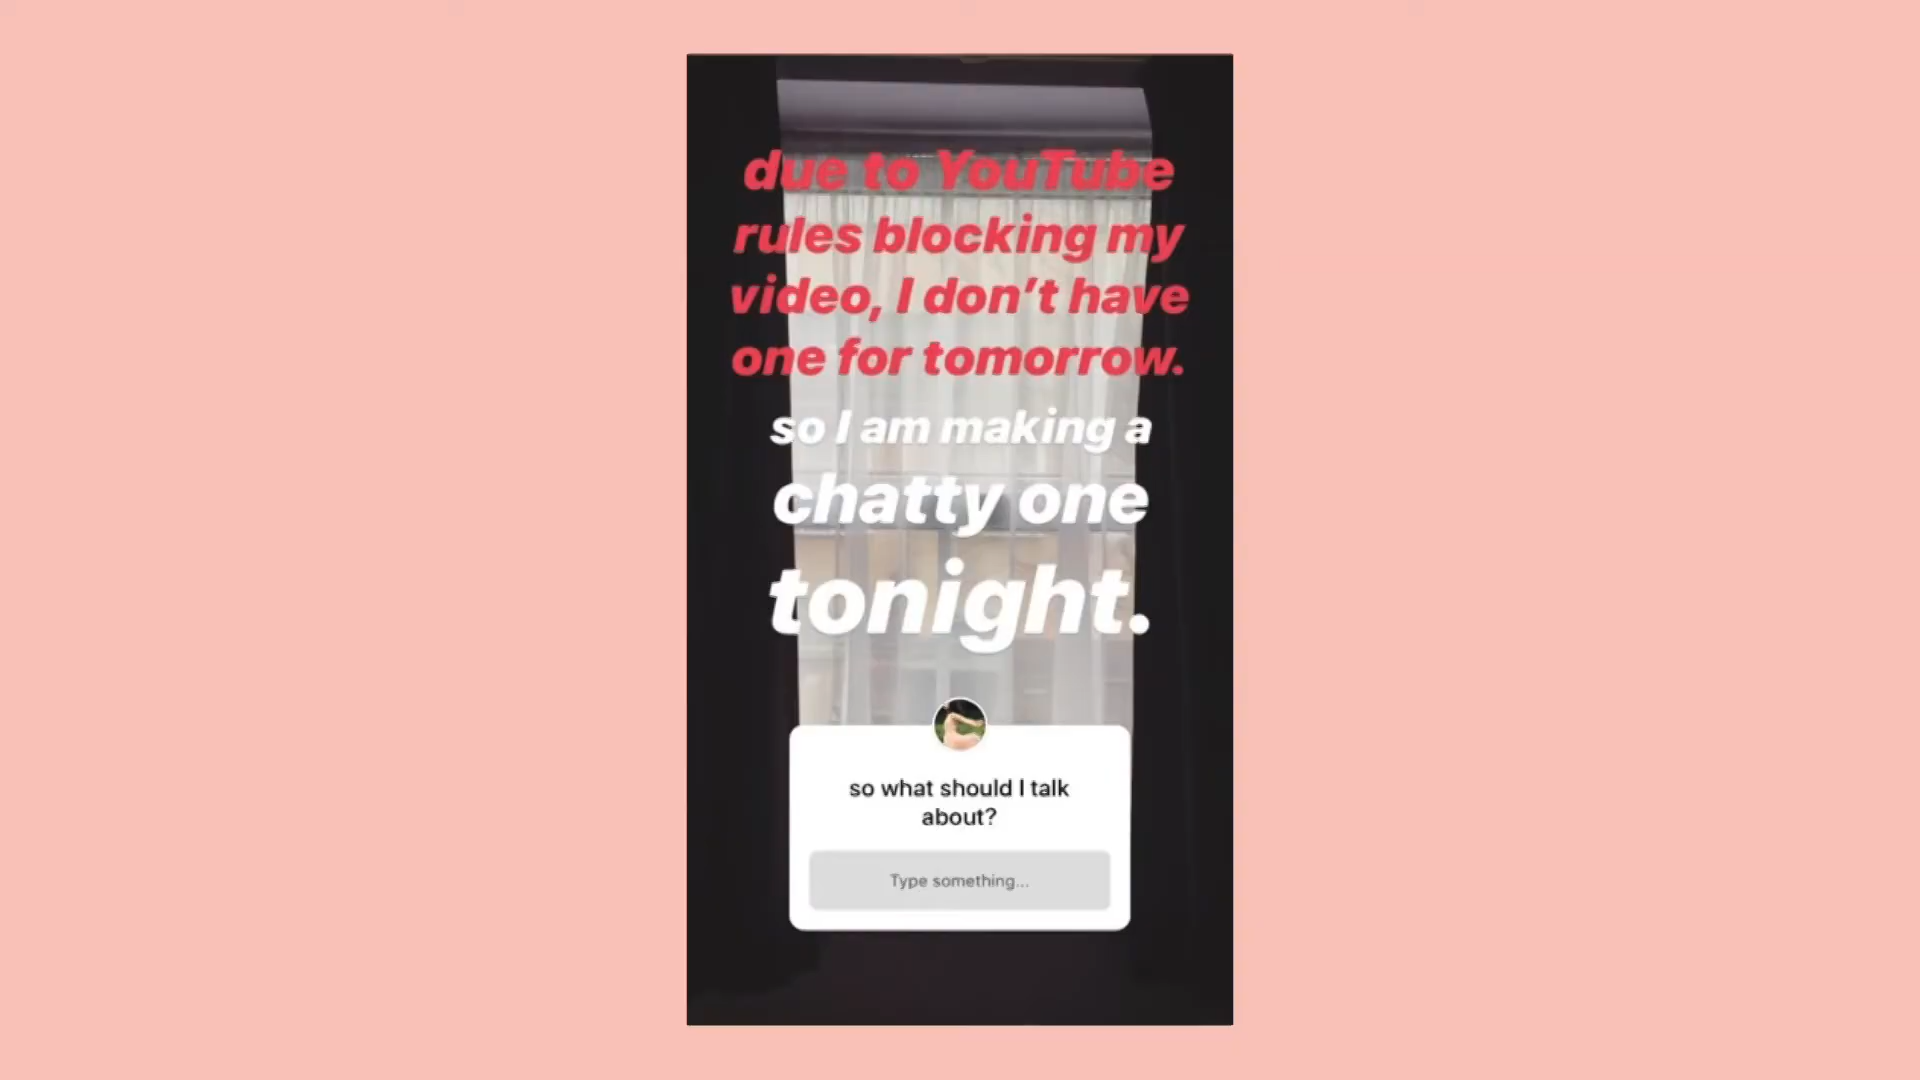 due to YouTube
rules blocking my
video, I don’t have
one for tomorrow.
so I am making a
chatty one
tonight.
so what should I talk
about?
Type something...